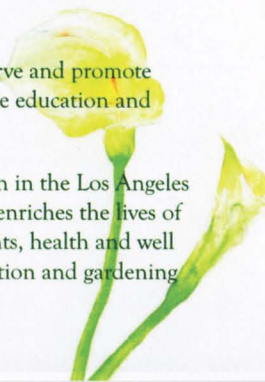 rve and promote
e education and
n in the Los Angeles
enriches the lives of
nts, health and well
tion and gardening